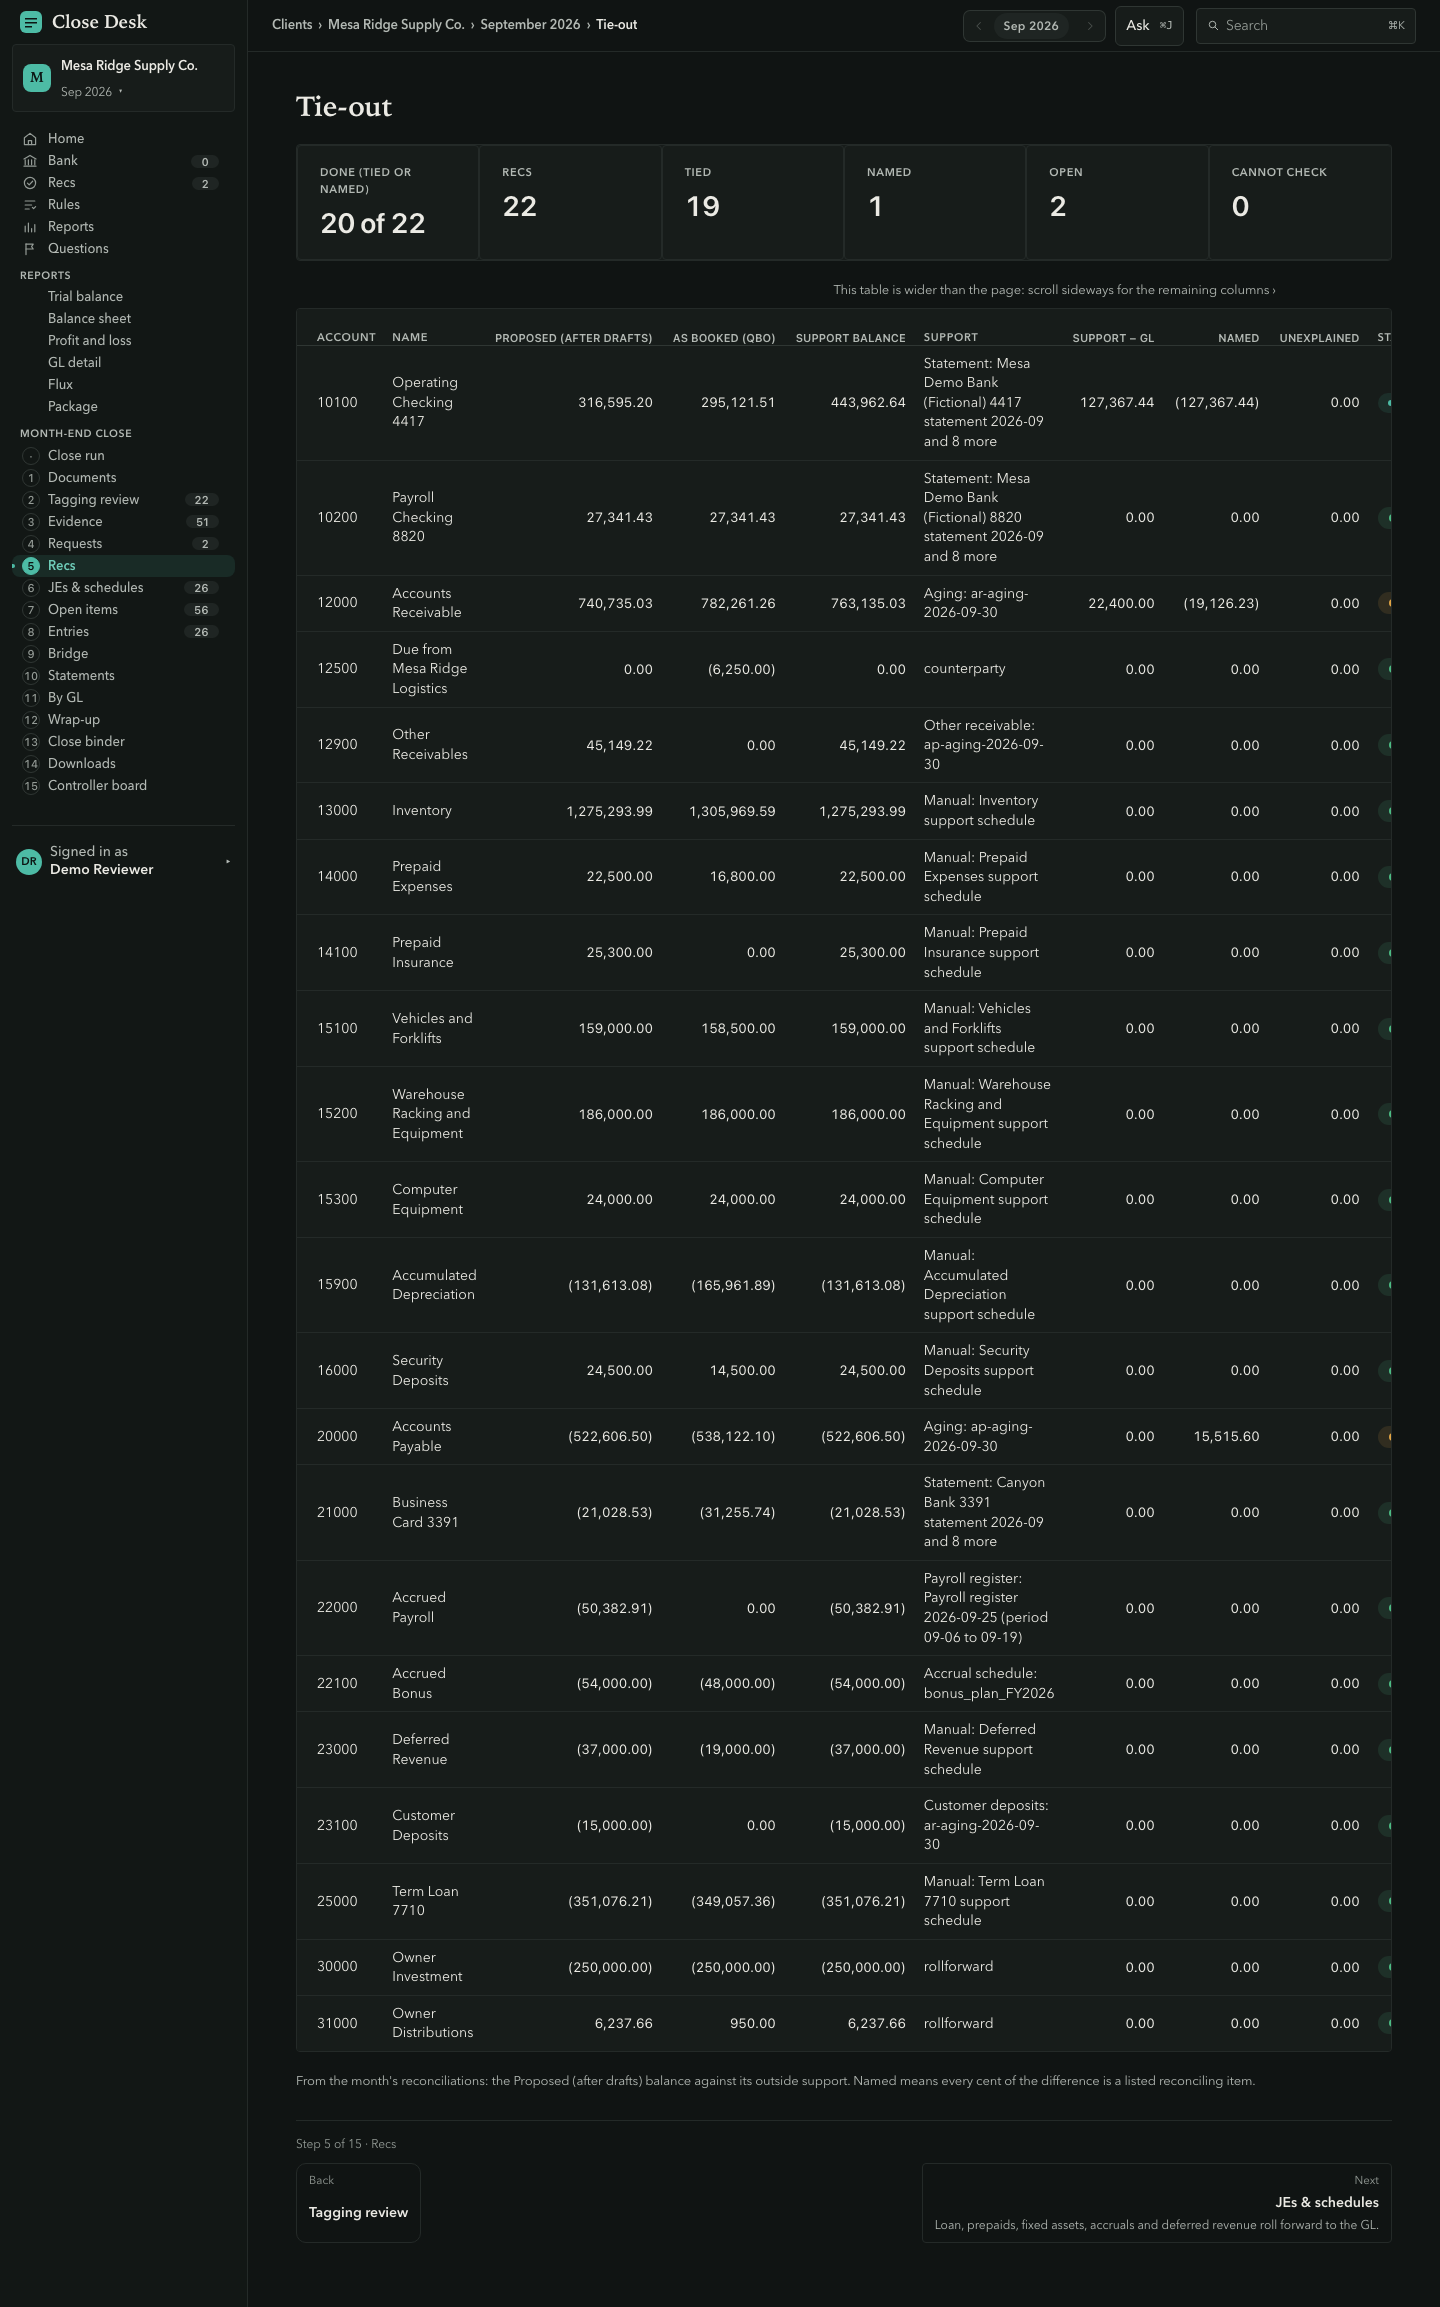 Close Desk
M
Mesa Ridge Supply Co.
Sep 2026
Home
Bank 0
Recs 2
Rules
Reports
Questions
REPORTS
Trial balance
Balance sheet
Profit and loss
GL detail
Flux
Package
MONTH-END CLOSE
· Close run
1 Documents
2 Tagging review 22
3 Evidence 51
4 Requests 2
5 Recs
6 JEs & schedules 26
7 Open items 56
8 Entries 26
9 Bridge
10 Statements
11 By GL
12 Wrap-up
13 Close binder
14 Downloads
15 Controller board
DR
Signed in as
Demo Reviewer
Clients › Mesa Ridge Supply Co. › September 2026 › Tie-out
‹ Sep 2026 ›
Ask ⌘J
Search ⌘K
Tie-out
DONE (TIED OR
NAMED)
20 of 22
RECS
22
TIED
19
NAMED
1
OPEN
2
CANNOT CHECK
0
This table is wider than the page: scroll sideways for the remaining columns ›
ACCOUNT NAME PROPOSED (AFTER DRAFTS) AS BOOKED (QBO) SUPPORT BALANCE SUPPORT SUPPORT – GL NAMED UNEXPLAINED
10100
Operating
Checking
4417
316,595.20 295,121.51 443,962.64
Statement: Mesa
Demo Bank
(Fictional) 4417
statement 2026-09
and 8 more
127,367.44 (127,367.44) 0.00
10200
Payroll
Checking
8820
27,341.43 27,341.43 27,341.43
Statement: Mesa
Demo Bank
(Fictional) 8820
statement 2026-09
and 8 more
0.00 0.00 0.00
12000
Accounts
Receivable
740,735.03 782,261.26 763,135.03
Aging: ar-aging-
2026-09-30
22,400.00 (19,126.23) 0.00
12500
Due from
Mesa Ridge
Logistics
0.00 (6,250.00) 0.00
counterparty
0.00 0.00 0.00
12900
Other
Receivables
45,149.22 0.00 45,149.22
Other receivable:
ap-aging-2026-09-
30
0.00 0.00 0.00
13000
Inventory
1,275,293.99 1,305,969.59 1,275,293.99
Manual: Inventory
support schedule
0.00 0.00 0.00
14000
Prepaid
Expenses
22,500.00 16,800.00 22,500.00
Manual: Prepaid
Expenses support
schedule
0.00 0.00 0.00
14100
Prepaid
Insurance
25,300.00 0.00 25,300.00
Manual: Prepaid
Insurance support
schedule
0.00 0.00 0.00
15100
Vehicles and
Forklifts
159,000.00 158,500.00 159,000.00
Manual: Vehicles
and Forklifts
support schedule
0.00 0.00 0.00
15200
Warehouse
Racking and
Equipment
186,000.00 186,000.00 186,000.00
Manual: Warehouse
Racking and
Equipment support
schedule
0.00 0.00 0.00
15300
Computer
Equipment
24,000.00 24,000.00 24,000.00
Manual: Computer
Equipment support
schedule
0.00 0.00 0.00
15900
Accumulated
Depreciation
(131,613.08) (165,961.89) (131,613.08)
Manual:
Accumulated
Depreciation
support schedule
0.00 0.00 0.00
16000
Security
Deposits
24,500.00 14,500.00 24,500.00
Manual: Security
Deposits support
schedule
0.00 0.00 0.00
20000
Accounts
Payable
(522,606.50) (538,122.10) (522,606.50)
Aging: ap-aging-
2026-09-30
0.00 15,515.60 0.00
21000
Business
Card 3391
(21,028.53) (31,255.74) (21,028.53)
Statement: Canyon
Bank 3391
statement 2026-09
and 8 more
0.00 0.00 0.00
22000
Accrued
Payroll
(50,382.91) 0.00 (50,382.91)
Payroll register:
Payroll register
2026-09-25 (period
09-06 to 09-19)
0.00 0.00 0.00
22100
Accrued
Bonus
(54,000.00) (48,000.00) (54,000.00)
Accrual schedule:
bonus_plan_FY2026
0.00 0.00 0.00
23000
Deferred
Revenue
(37,000.00) (19,000.00) (37,000.00)
Manual: Deferred
Revenue support
schedule
0.00 0.00 0.00
23100
Customer
Deposits
(15,000.00) 0.00 (15,000.00)
Customer deposits:
ar-aging-2026-09-
30
0.00 0.00 0.00
25000
Term Loan
7710
(351,076.21) (349,057.36) (351,076.21)
Manual: Term Loan
7710 support
schedule
0.00 0.00 0.00
30000
Owner
Investment
(250,000.00) (250,000.00) (250,000.00)
rollforward
0.00 0.00 0.00
31000
Owner
Distributions
6,237.66 950.00 6,237.66
rollforward
0.00 0.00 0.00
From the month's reconciliations: the Proposed (after drafts) balance against its outside support. Named means every cent of the difference is a listed reconciling item.
Step 5 of 15 · Recs
Back
Tagging review
Next
JEs & schedules
Loan, prepaids, fixed assets, accruals and deferred revenue roll forward to the GL.